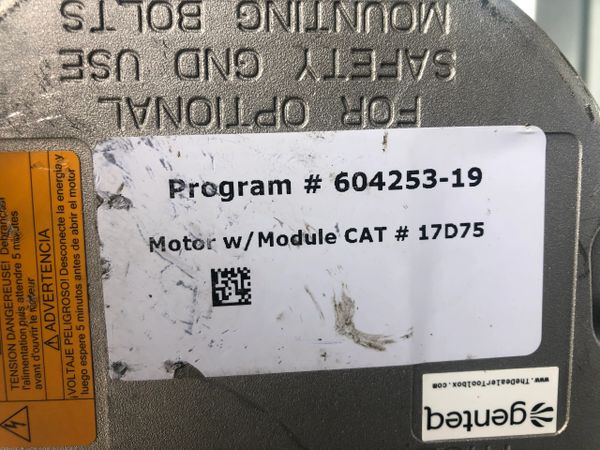 FOR OPTIONAL
SAFETY GND USE
MOUNTING BOLTS
Program # 604253-19
Motor w/Module CAT # 17D75
TENSION DANGEREUSE! Débranchez
l'alimentation puis attendre 5 minutes
avant d'ouvrir le moteur
ADVERTENCIA
¡VOLTAJE PELIGROSO! Desconecte la energía y
luego espere 5 minutos antes de abrir el motor
genteq
www.TheDealerToolbox.com